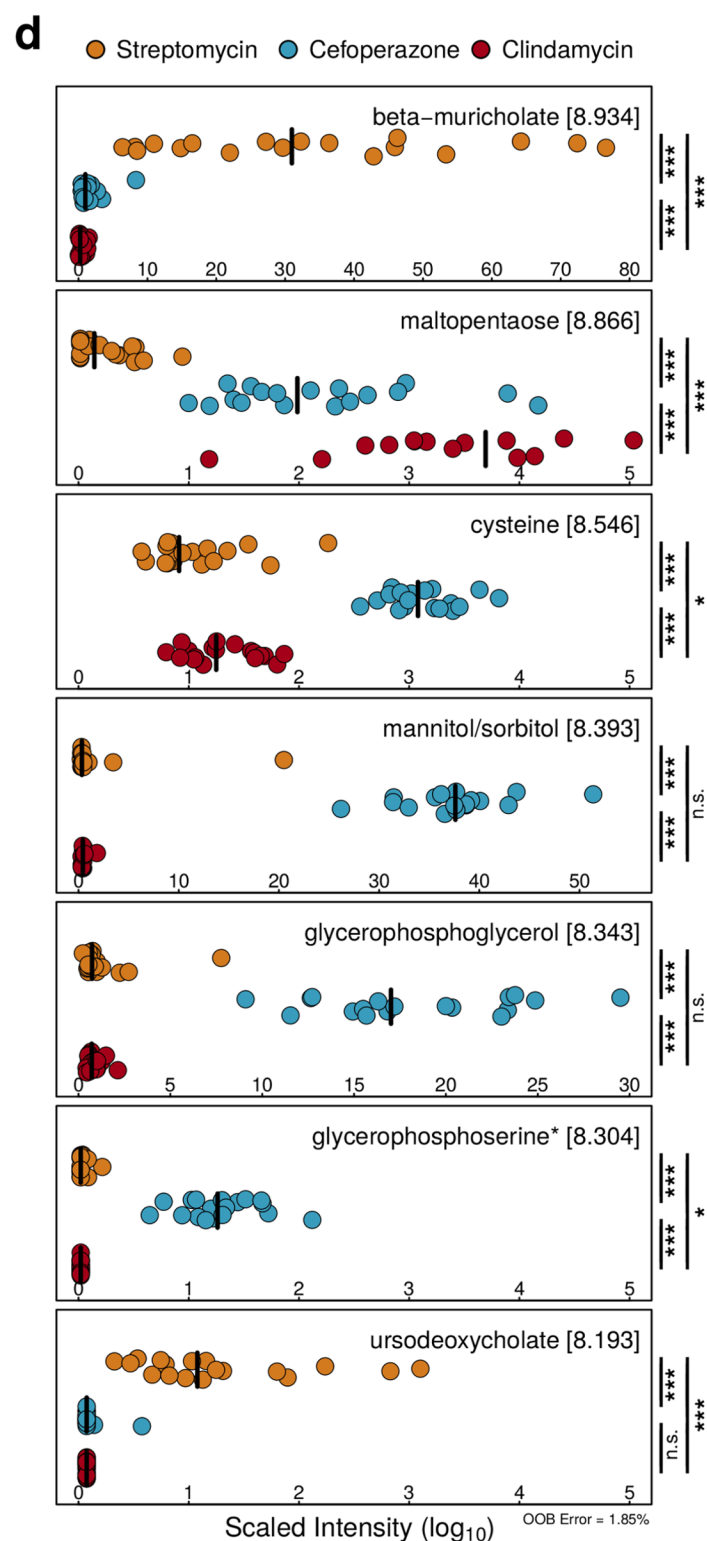 d
Streptomycin Cefoperazone Clindamycin
beta−muricholate [8.934]
*** *** ***
0 10 20 30 40 50 60 70 80
maltopentaose [8.866]
*** *** ***
0 1 2 3 4 5
cysteine [8.546]
*** *** *
0 1 2 3 4 5
mannitol/sorbitol [8.393]
*** *** n.s.
0 10 20 30 40 50
glycerophosphoglycerol [8.343]
*** *** n.s.
0 5 10 15 20 25 30
glycerophosphoserine* [8.304]
*** *** *
0 1 2 3 4 5
ursodeoxycholate [8.193]
*** n.s. ***
0 1 2 3 4 5
Scaled Intensity (log10)
OOB Error = 1.85%